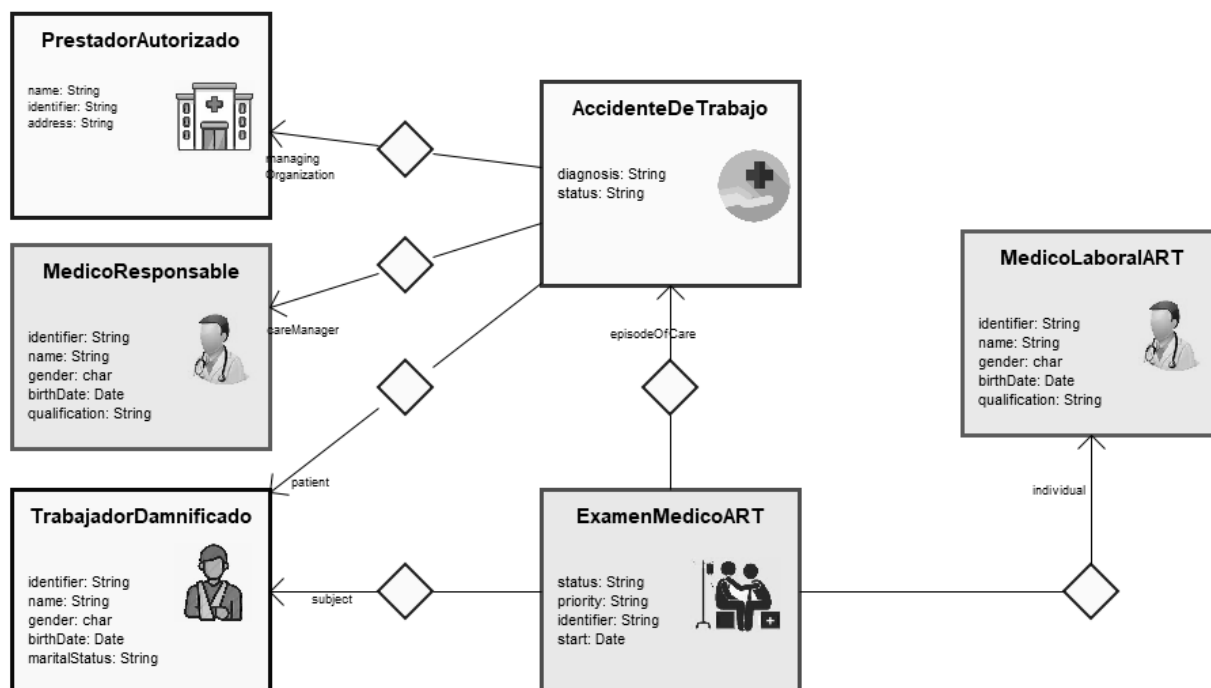 PrestadorAutorizado
name: String
identifier: String
address: String
managing
Organization
AccidenteDeTrabajo
diagnosis: String
status: String
MedicoResponsable
identifier: String
name: String
gender: char
birthDate: Date
qualification: String
careManager
episodeOfCare
MedicoLaboralART
identifier: String
name: String
gender: char
birthDate: Date
qualification: String
patient
individual
TrabajadorDamnificado
identifier: String
name: String
gender: char
birthDate: Date
maritalStatus: String
subject
ExamenMedicoART
status: String
priority: String
identifier: String
start: Date